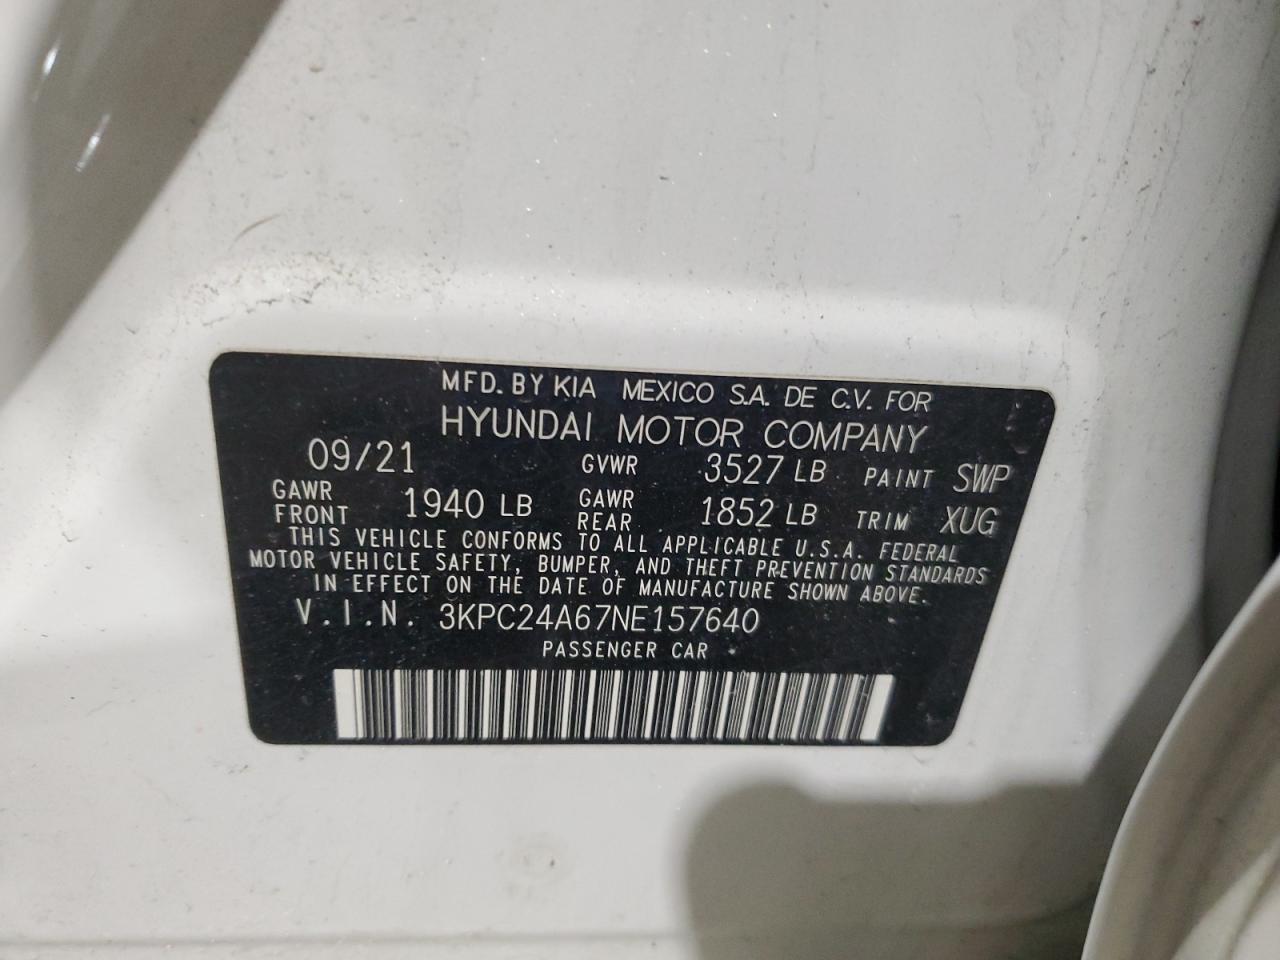 MFD. BY KIA MEXICO S.A. DE C.V. FOR
HYUNDAI MOTOR COMPANY
09/21 GVWR 3527 LB PAINT SWP
GAWR FRONT 1940 LB GAWR REAR 1852 LB TRIM XUG
THIS VEHICLE CONFORMS TO ALL APPLICABLE U.S.A. FEDERAL
MOTOR VEHICLE SAFETY, BUMPER, AND THEFT PREVENTION STANDARDS
IN EFFECT ON THE DATE OF MANUFACTURE SHOWN ABOVE.
V.I.N. 3KPC24A67NE157640
PASSENGER CAR